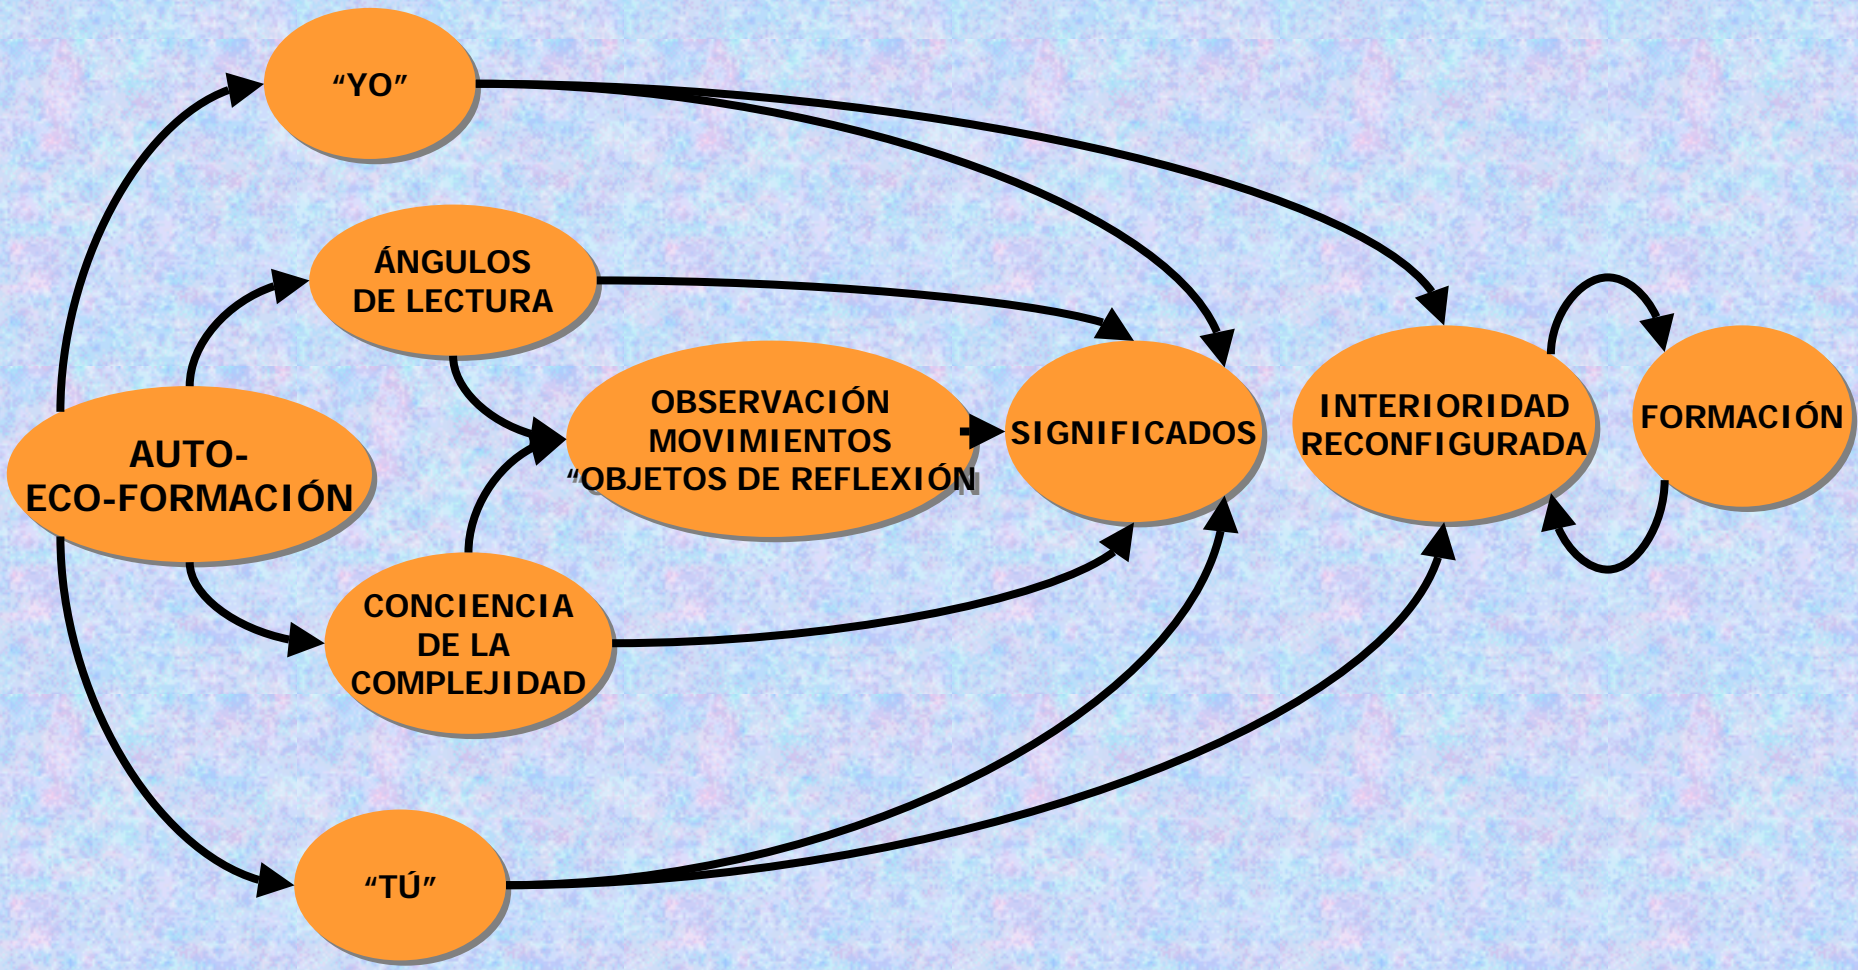 “YO”
ÁNGULOS
DE LECTURA
AUTO-
ECO-FORMACIÓN
OBSERVACIÓN
MOVIMIENTOS
“OBJETOS DE REFLEXIÓN
SIGNIFICADOS
INTERIORIDAD
RECONFIGURADA
FORMACIÓN
CONCIENCIA
DE LA
COMPLEJIDAD
“TÚ”